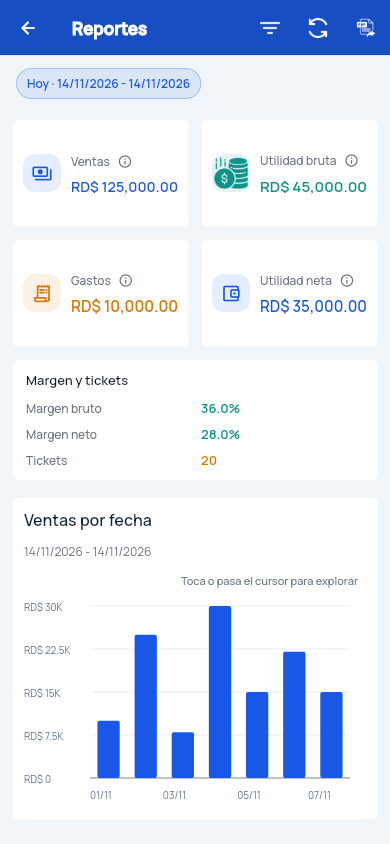 Reportes
Hoy · 14/11/2026 - 14/11/2026
Ventas
RD$ 125,000.00
Utilidad bruta
RD$ 45,000.00
Gastos
RD$ 10,000.00
Utilidad neta
RD$ 35,000.00
Margen y tickets
Margen bruto 36.0%
Margen neto 28.0%
Tickets 20
Ventas por fecha
14/11/2026 - 14/11/2026
Toca o pasa el cursor para explorar
RD$ 30K
RD$ 22.5K
RD$ 15K
RD$ 7.5K
RD$ 0
01/11 03/11 05/11 07/11